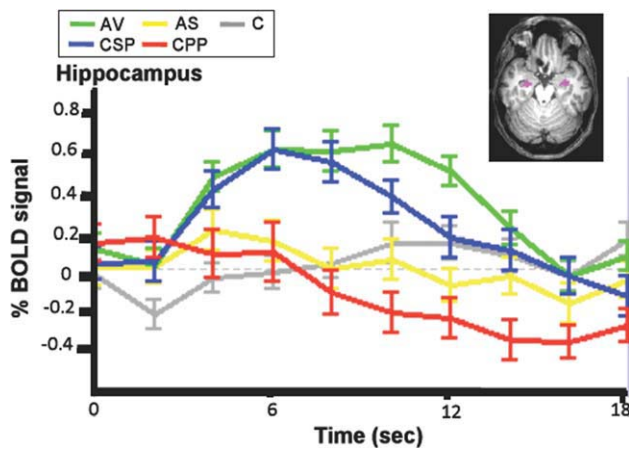 AV AS C
CSP CPP
Hippocampus
0.8
0.6
0.4
0.2
0
-0.2
-0.4
% BOLD signal
0 6 12 18
Time (sec)